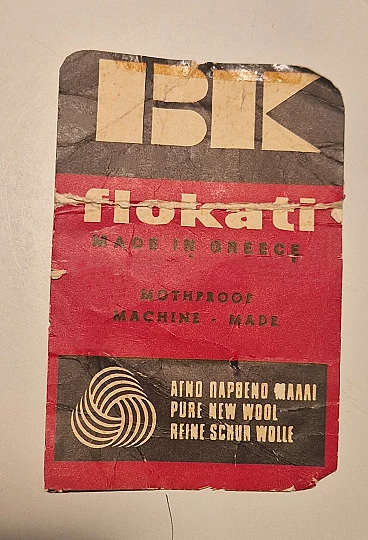 BK
flokati
MADE IN GREECE
MOTHPROOF
MACHINE - MADE
ΑΓΝΟ ΠΑΡΘΕΝΟ ΜΑΛΛΙ
PURE NEW WOOL
REINE SCHUR WOLLE